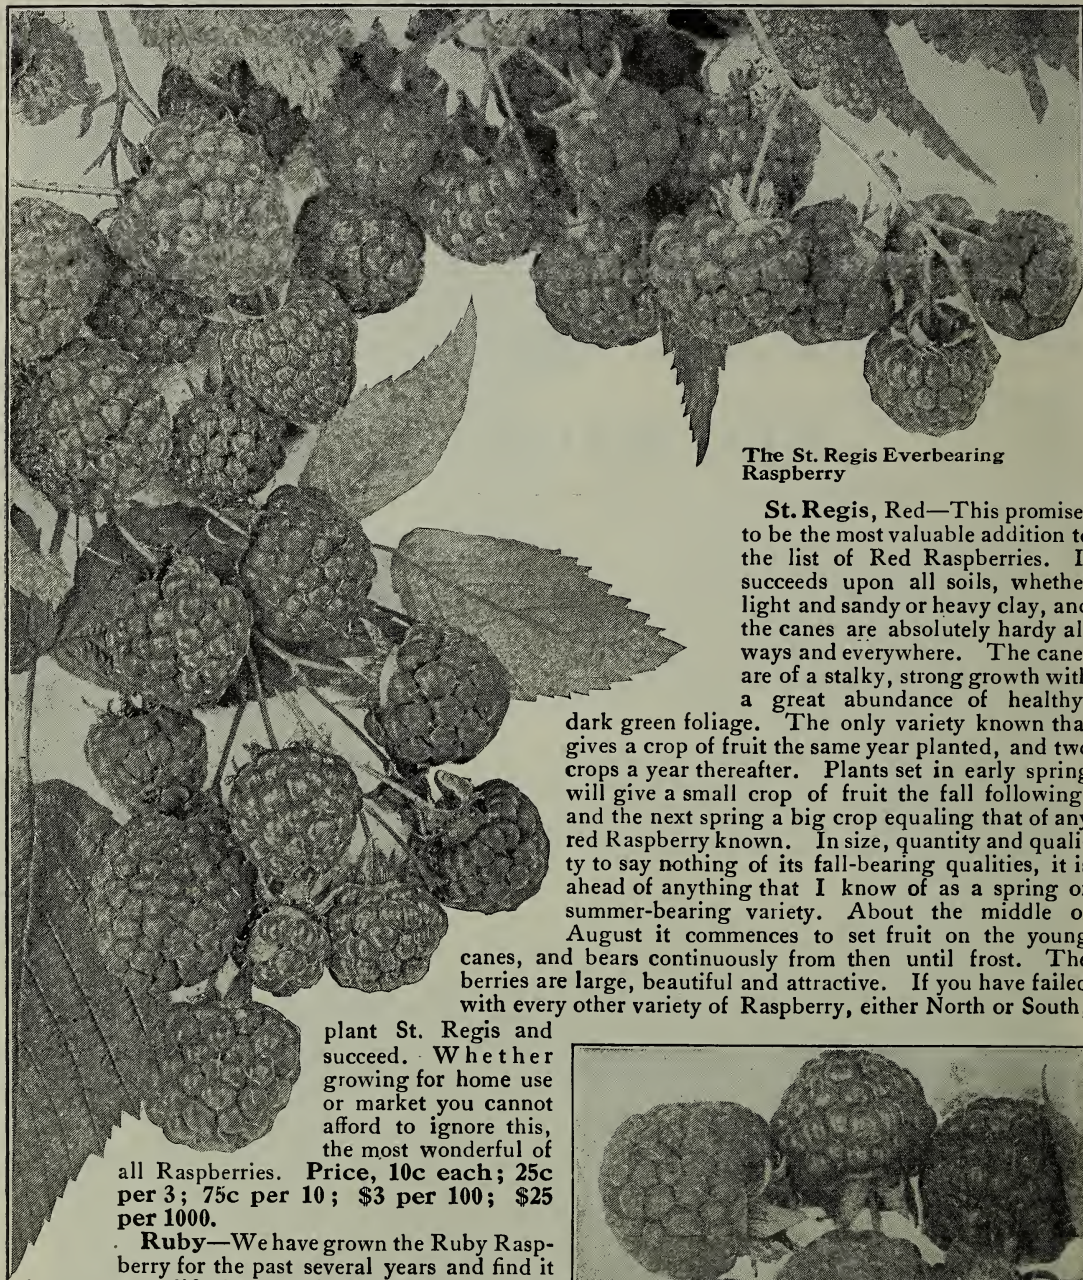 The St. Regis Everbearing
Raspberry
St. Regis, Red—This promise
to be the most valuable addition to
the list of Red Raspberries. I
succeeds upon all soils, whethe
light and sandy or heavy clay, and
the canes are absolutely hardy al
ways and everywhere. The cane
are of a stalky, strong growth with
a great abundance of healthy
dark green foliage. The only variety known tha
gives a crop of fruit the same year planted, and two
crops a year thereafter. Plants set in early spring
will give a small crop of fruit the fall following
and the next spring a big crop equaling that of any
red Raspberry known. In size, quantity and quali
ty to say nothing of its fall-bearing qualities, it is
ahead of anything that I know of as a spring or
summer-bearing variety. About the middle o
August it commences to set fruit on the young
canes, and bears continuously from then until frost. The
berries are large, beautiful and attractive. If you have failed
with every other variety of Raspberry, either North or South,
plant St. Regis and
succeed. Whether
growing for home use
or market you cannot
afford to ignore this,
the most wonderful of
all Raspberries. Price, 10c each; 25c
per 3; 75c per 10; $3 per 100; $25
per 1000.
Ruby—We have grown the Ruby Rasp-
berry for the past several years and find it